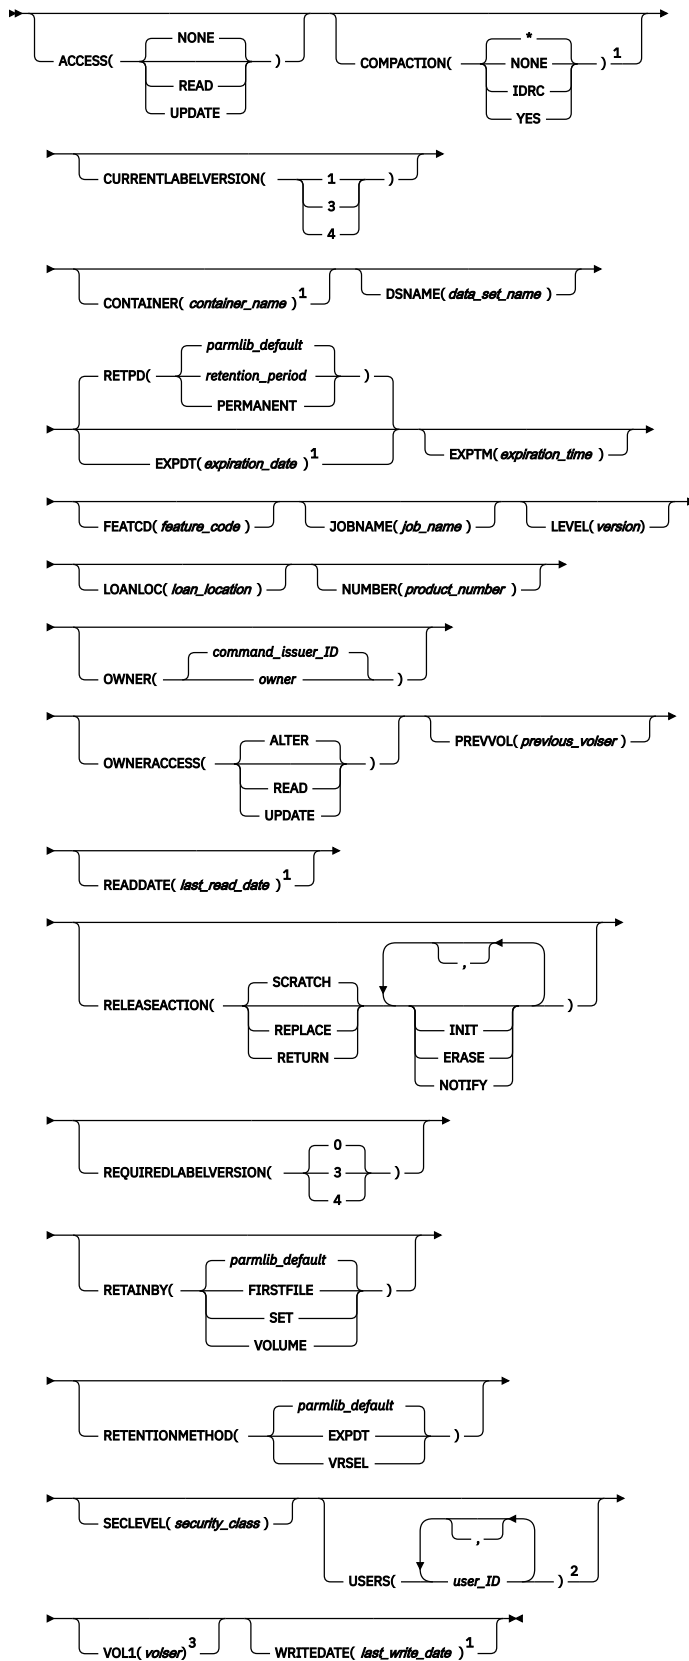 NONE
ACCESS( )
READ
UPDATE
*
COMPACTION( NONE ) 1
IDRC
YES
CURRENTLABELVERSION( 1 )
3
4
CONTAINER( container_name ) 1
DSNAME( data_set_name )
parmlib_default
RETPD( retention_period )
PERMANENT
EXPDT( expiration_date ) 1
EXPTM( expiration_time )
FEATCD( feature_code ) JOBNAME( job_name ) LEVEL( version)
LOANLOC( loan_location ) NUMBER( product_number )
command_issuer_ID
OWNER( owner )
ALTER
OWNERACCESS( )
READ
UPDATE
PREVVOL( previous_volser )
READDATE( last_read_date ) 1
SCRATCH
,
RELEASEACTION( )
REPLACE
RETURN
INIT
ERASE
NOTIFY
0
REQUIREDLABELVERSION( 3 )
4
parmlib_default
RETAINBY( FIRSTFILE )
SET
VOLUME
parmlib_default
RETENTIONMETHOD( EXPDT )
VRSEL
SECLEVEL( security_class )
,
USERS( user_ID ) 2
VOL1( volser) 3 WRITEDATE( last_write_date ) 1